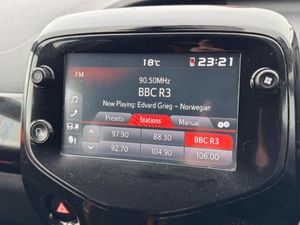 FM
18°C
23:21
90.50MHz
BBC R3
Now Playing: Edvard Grieg - Norwegian
Presets Stations Manual
97.90 88.30 BBC R3
92.70 104.90 106.00